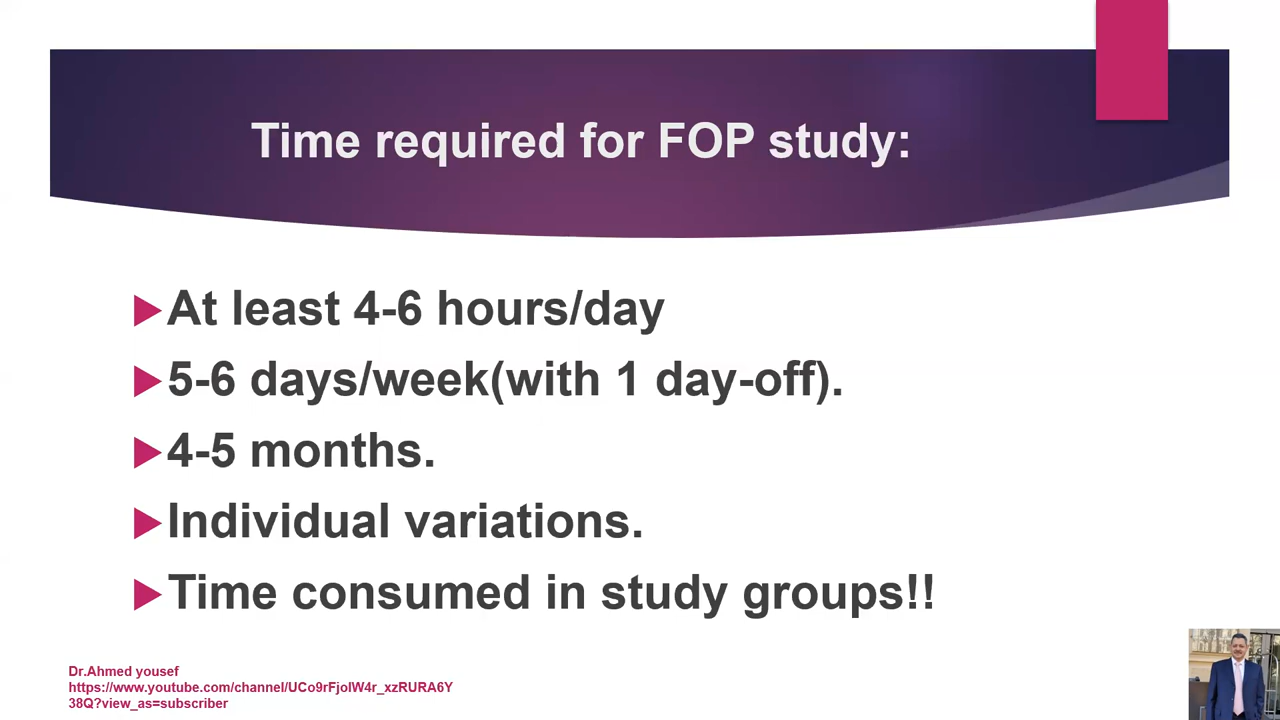 Time required for FOP study:
At least 4-6 hours/day
5-6 days/week(with 1 day-off).
4-5 months.
Individual variations.
Time consumed in study groups!!
Dr.Ahmed yousef
https://www.youtube.com/channel/UCo9rFjoIW4r_xzRURA6Y
38Q?view_as=subscriber